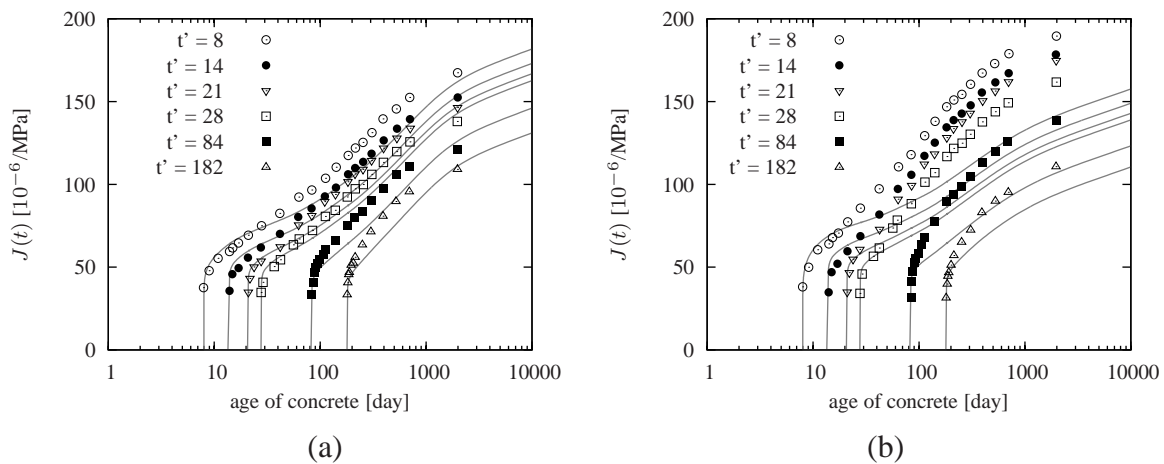 200
150
100
50
0
J(t) [10⁻⁶/MPa]
t' = 8
t' = 14
t' = 21
t' = 28
t' = 84
t' = 182
1 10 100 1000 10000
age of concrete [day]
(a)
200
150
100
50
0
J(t) [10⁻⁶/MPa]
t' = 8
t' = 14
t' = 21
t' = 28
t' = 84
t' = 182
1 10 100 1000 10000
age of concrete [day]
(b)